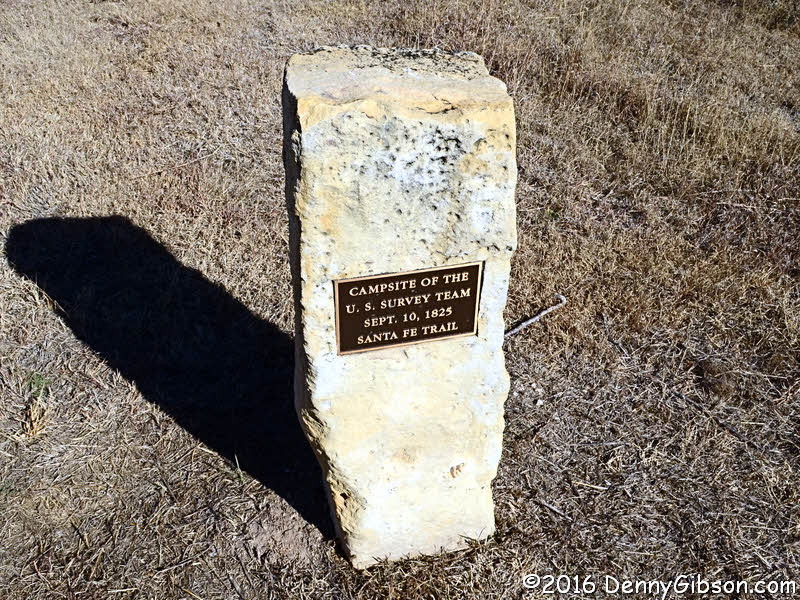 CAMPSITE OF THE
U. S. SURVEY TEAM
SEPT. 10, 1825
SANTA FE TRAIL
©2016 DennyGibson.com